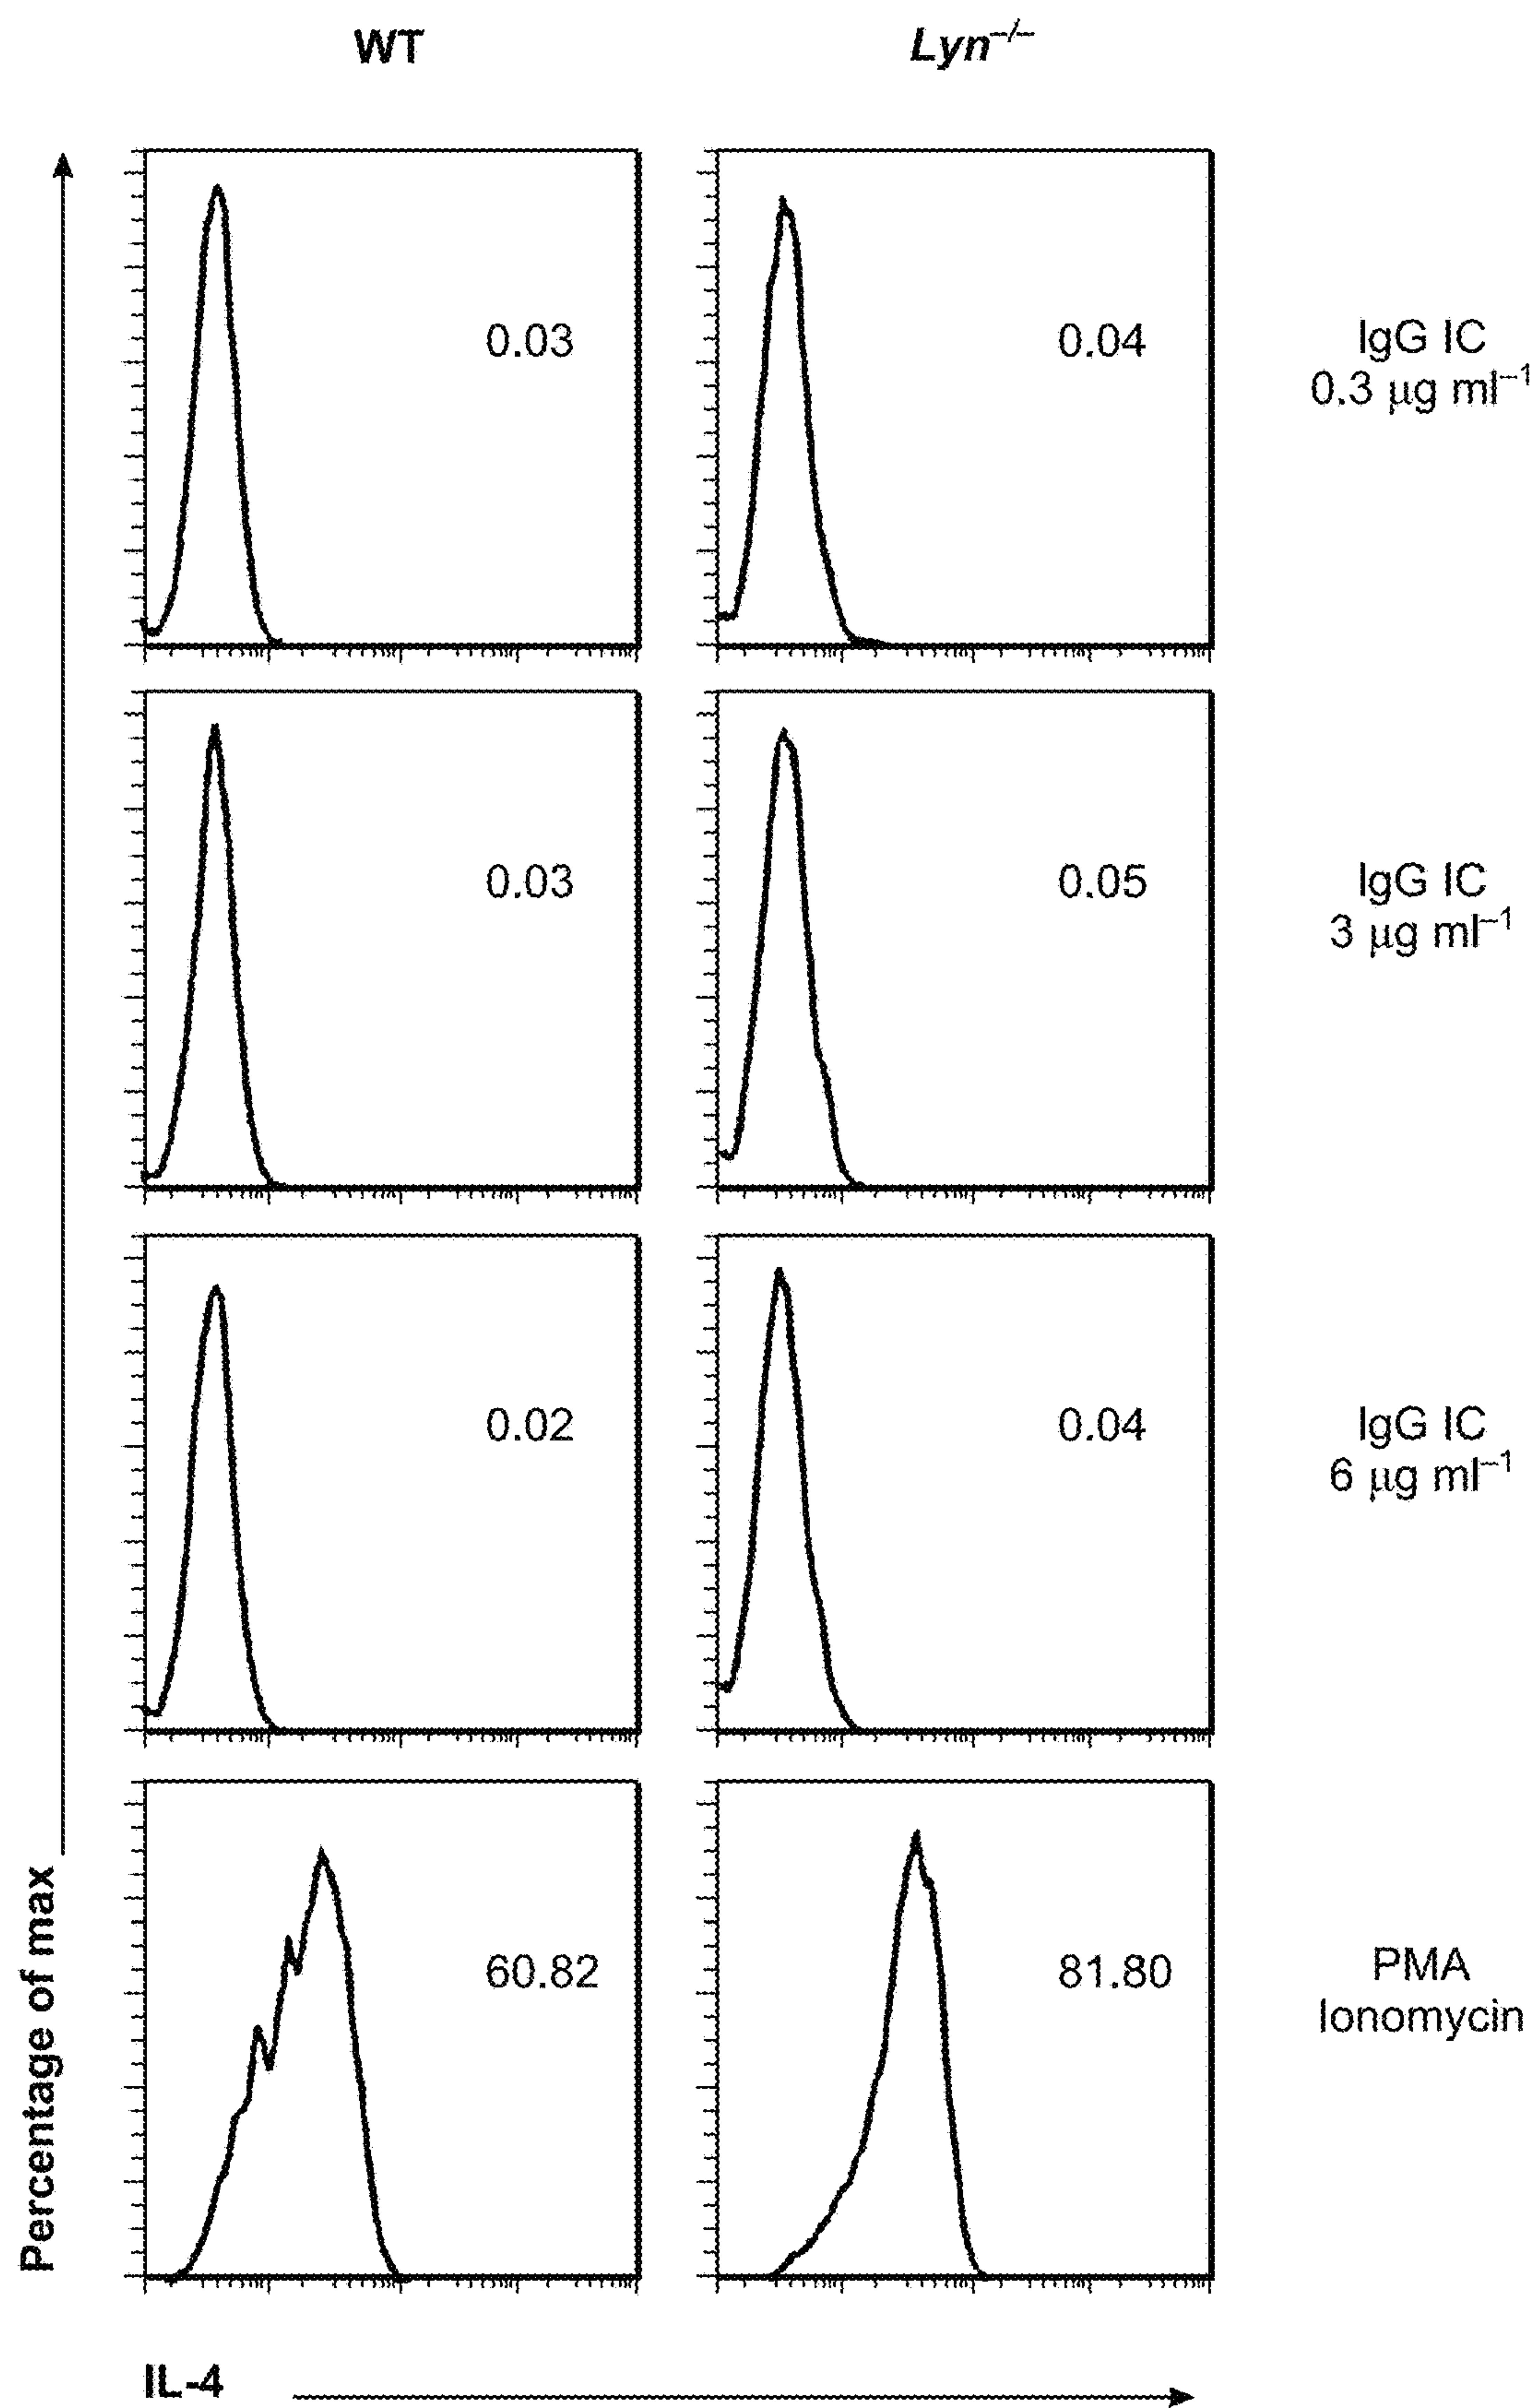 WT
Lyn–/–
0.03
0.04
IgG IC
0.3 µg ml–1
0.03
0.05
IgG IC
3 µg ml–1
0.02
0.04
IgG IC
6 µg ml–1
60.82
81.80
PMA
Ionomycin
Percentage of max
IL-4